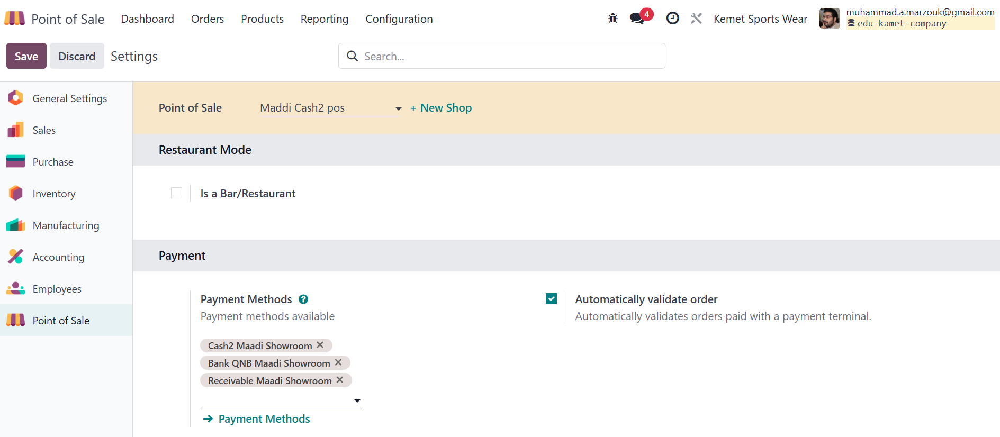 Point of Sale Dashboard Orders Products Reporting Configuration 4 Kemet Sports Wear muhammad.a.marzouk@gmail.com
edu-kamet-company
Save Discard Settings Search...
General Settings
Sales
Purchase
Inventory
Manufacturing
Accounting
Employees
Point of Sale
Point of Sale Maddi Cash2 pos + New Shop
Restaurant Mode
Is a Bar/Restaurant
Payment
Payment Methods ?
Payment methods available
Cash2 Maadi Showroom ✕
Bank QNB Maadi Showroom ✕
Receivable Maadi Showroom ✕
→ Payment Methods
Automatically validate order
Automatically validates orders paid with a payment terminal.